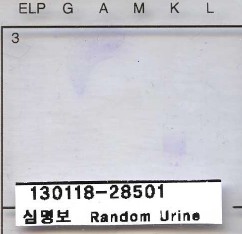 ELP G A M K L
3
130118-28501
심명보 Random Urine